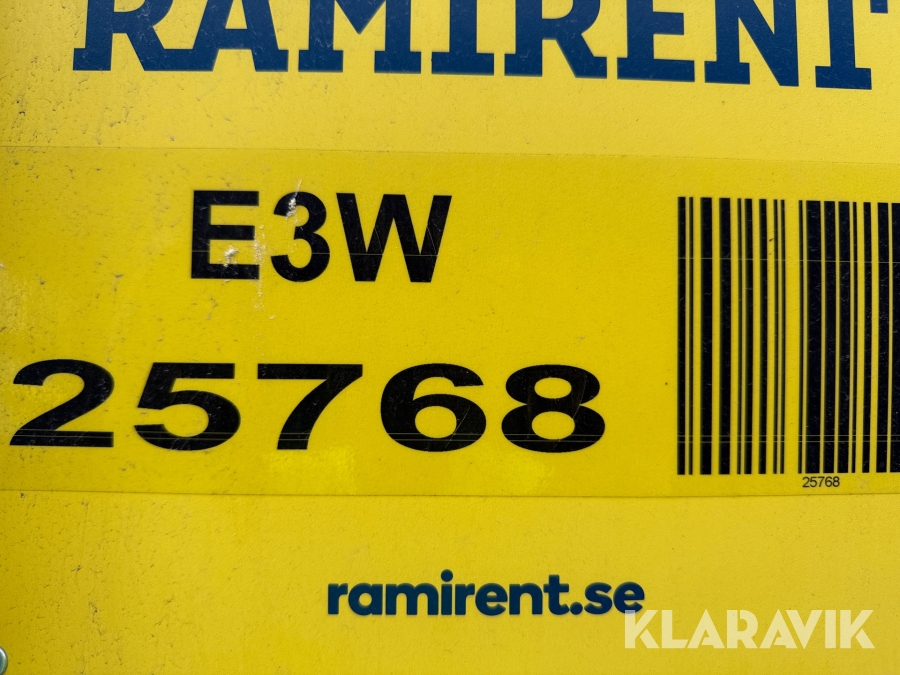 RAMIRENT
E3W
25768
25768
ramirent.se
KLARAVIK